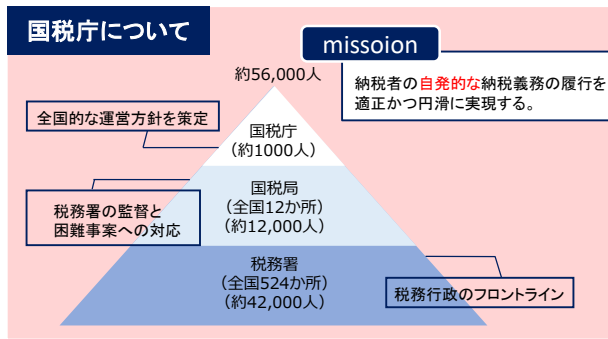 国税庁について
missoion
納税者の自発的な納税義務の履行を
適正かつ円滑に実現する。
約56,000人
全国的な運営方針を策定
国税庁
（約1000人）
税務署の監督と
困難事案への対応
国税局
（全国12か所）
（約12,000人）
税務署
（全国524か所）
（約42,000人）
税務行政のフロントライン